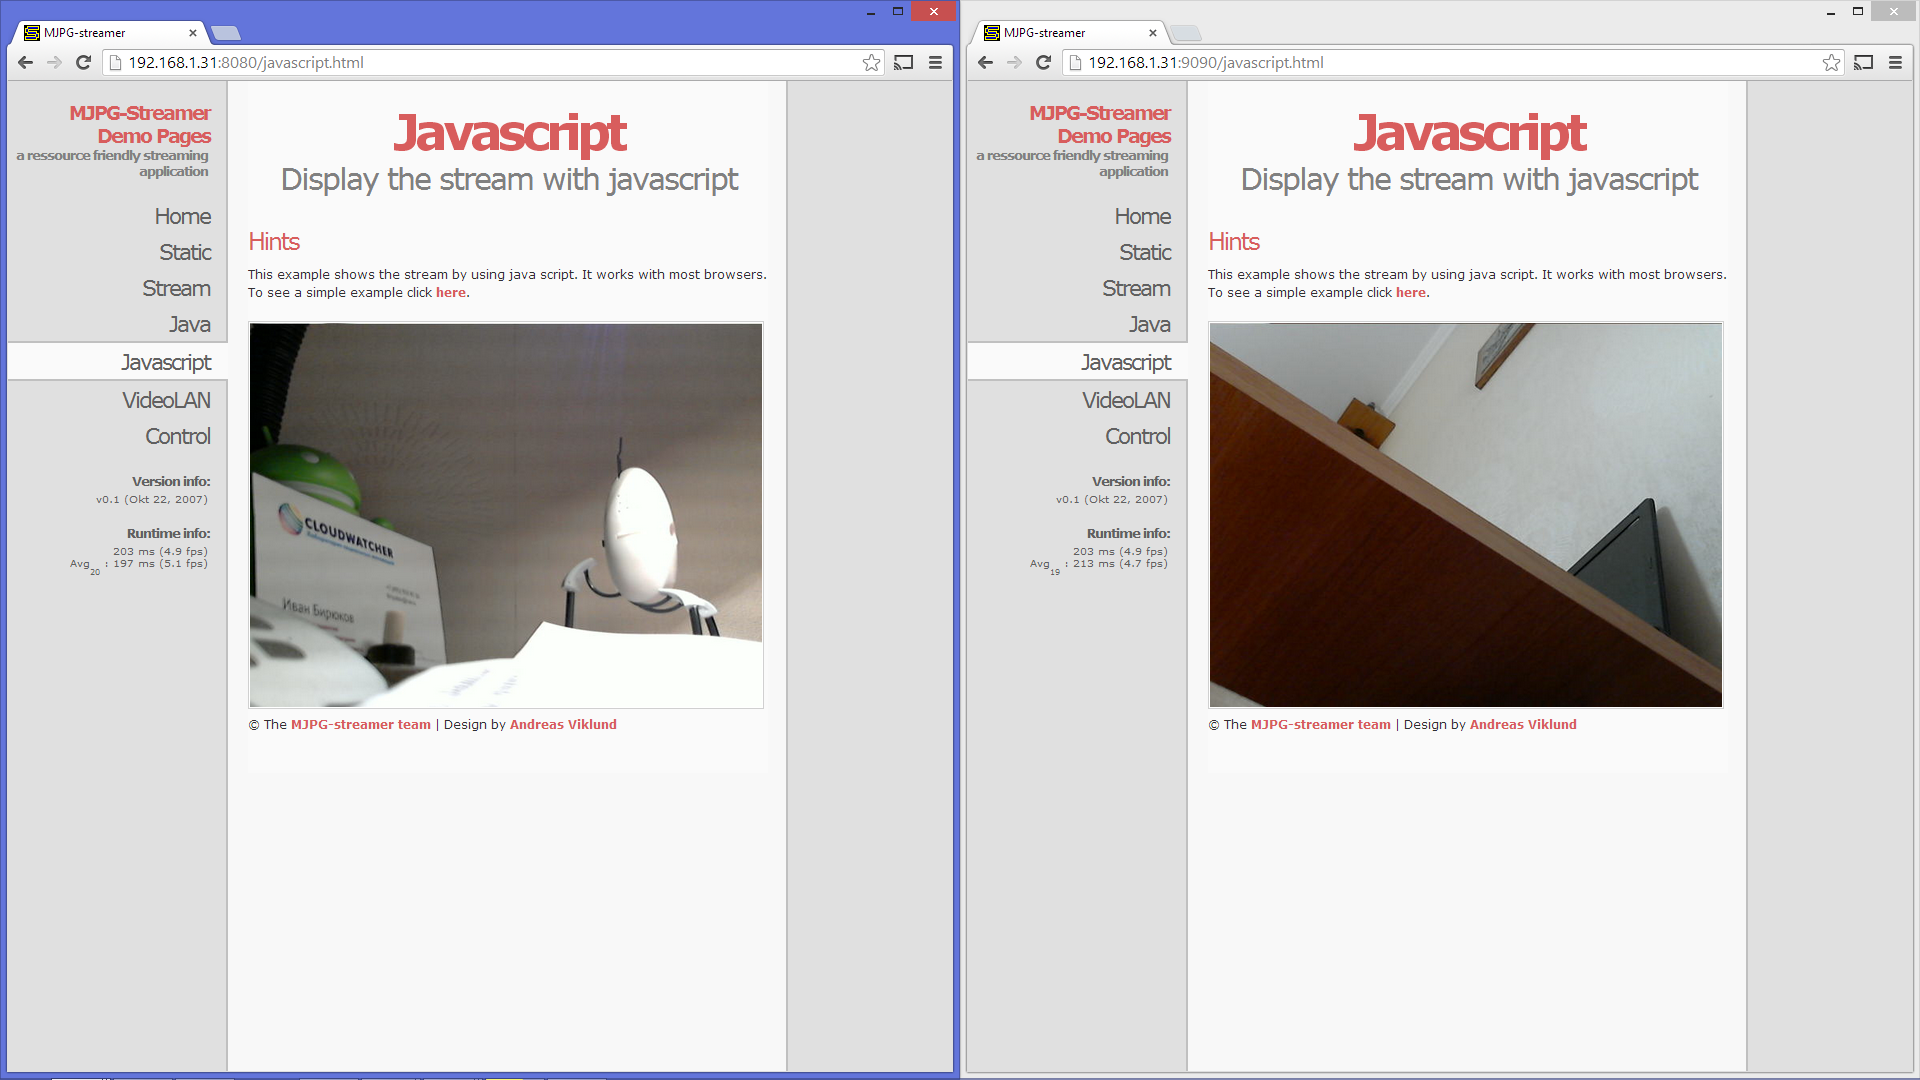 MJPG-streamer
192.168.1.31:8080/javascript.html
MJPG-Streamer
Demo Pages
a ressource friendly streaming
application
Home
Static
Stream
Java
Javascript
VideoLAN
Control
Version info:
v0.1 (Okt 22, 2007)
Runtime info:
203 ms (4.9 fps)
Avg20 : 197 ms (5.1 fps)
Javascript
Display the stream with javascript
Hints
This example shows the stream by using java script. It works with most browsers.
To see a simple example click here.
CLOUDWATCHER
Иван Бирюков
© The MJPG-streamer team | Design by Andreas Viklund
MJPG-streamer
192.168.1.31:9090/javascript.html
MJPG-Streamer
Demo Pages
a ressource friendly streaming
application
Home
Static
Stream
Java
Javascript
VideoLAN
Control
Version info:
v0.1 (Okt 22, 2007)
Runtime info:
203 ms (4.9 fps)
Avg19 : 213 ms (4.7 fps)
Javascript
Display the stream with javascript
Hints
This example shows the stream by using java script. It works with most browsers.
To see a simple example click here.
© The MJPG-streamer team | Design by Andreas Viklund